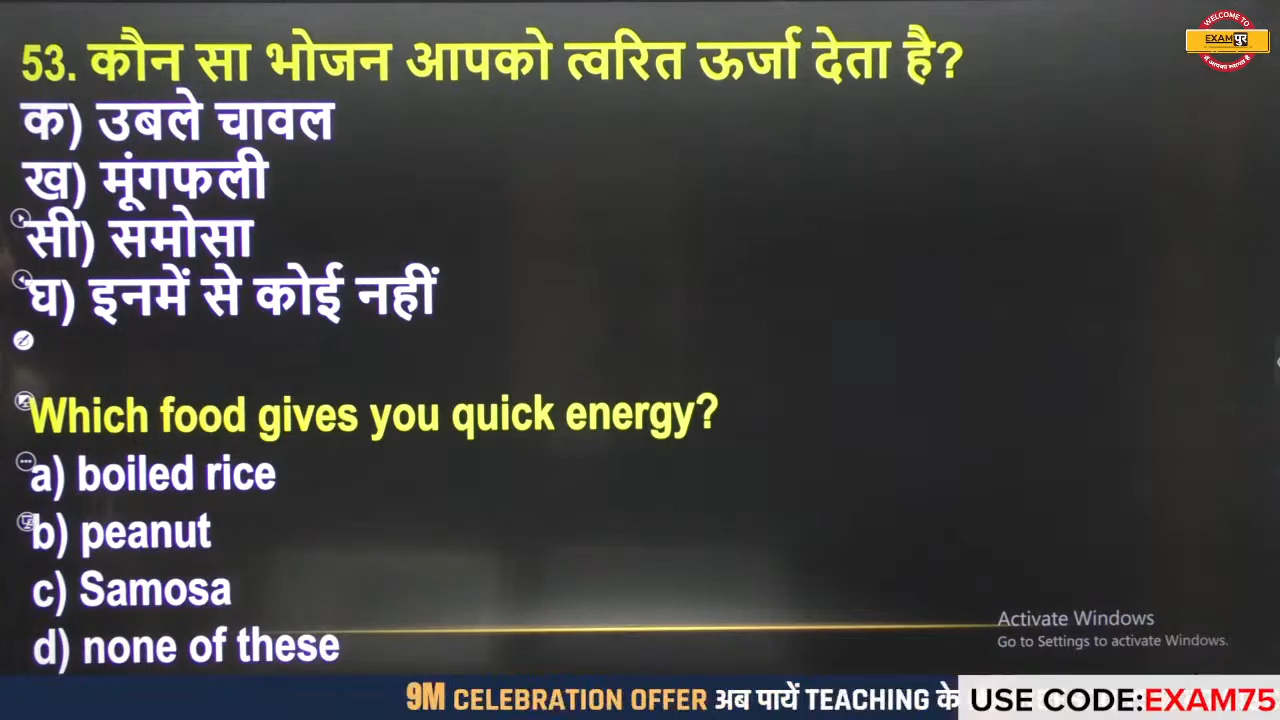 WELCOME TO
EXAM पुर
53. कौन सा भोजन आपको त्वरित ऊर्जा देता है?
क) उबले चावल
ख) मूंगफली
सी) समोसा
घ) इनमें से कोई नहीं
Which food gives you quick energy?
a) boiled rice
b) peanut
c) Samosa
d) none of these
Activate Windows
Go to Settings to activate Windows.
9M CELEBRATION OFFER अब पायें TEACHING के
USE CODE:EXAM75